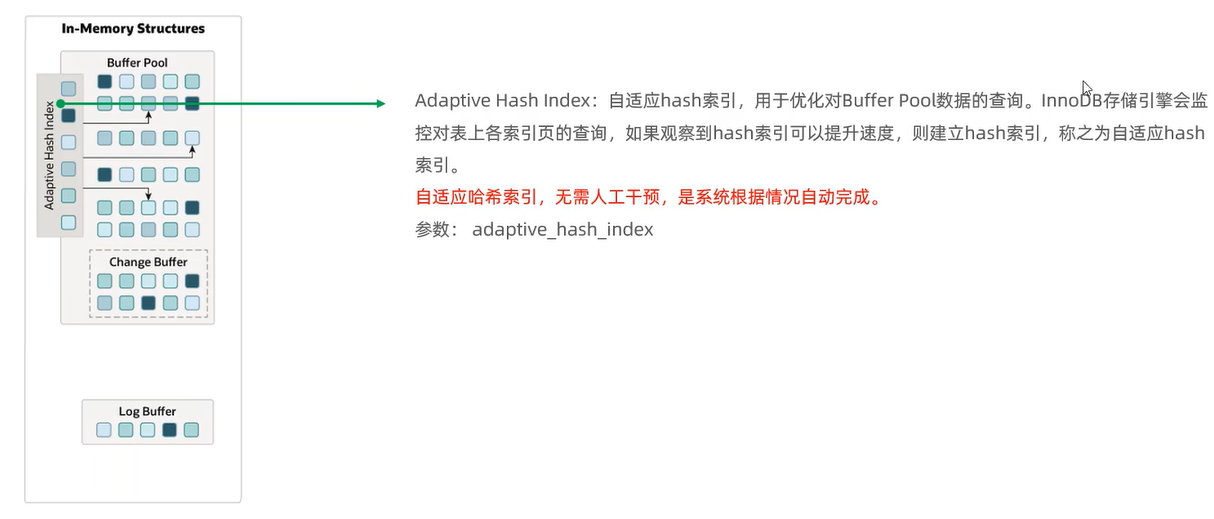 In-Memory Structures
Buffer Pool
Adaptive Hash Index
Change Buffer
Log Buffer
Adaptive Hash Index：自适应hash索引，用于优化对Buffer Pool数据的查询。InnoDB存储引擎会监
控对表上各索引页的查询，如果观察到hash索引可以提升速度，则建立hash索引，称之为自适应hash
索引。
自适应哈希索引，无需人工干预，是系统根据情况自动完成。
参数： adaptive_hash_index